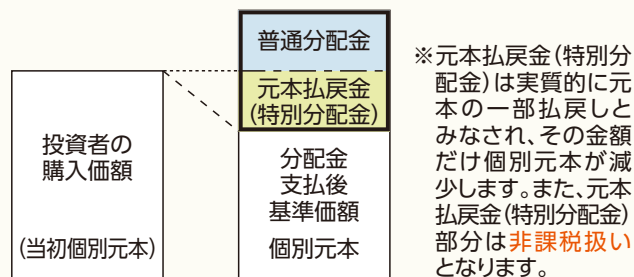 投資者の
購入価額
(当初個別元本)
普通分配金
元本払戻金
(特別分配金)
分配金
支払後
基準価額
個別元本
※元本払戻金(特別分
配金)は実質的に元
本の一部払戻しと
みなされ、その金額
だけ個別元本が減
少します。また、元本
払戻金(特別分配金)
部分は非課税扱い
となります。